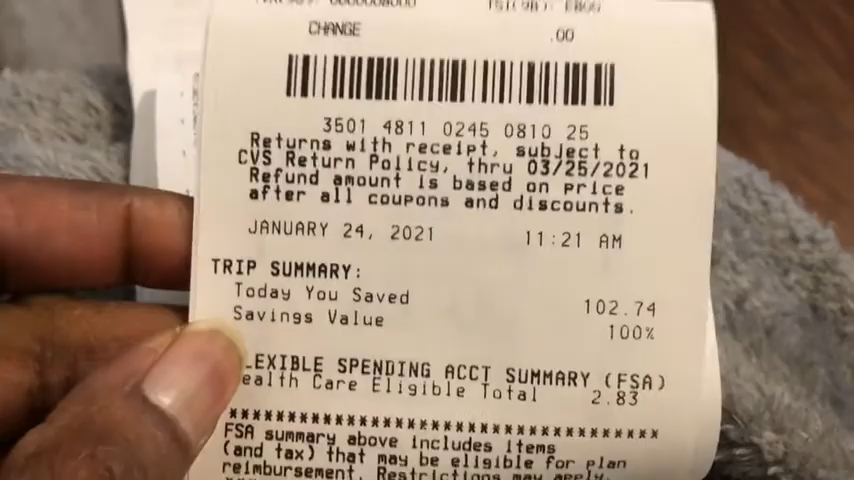 CHANGE .00
3501 4811 0245 0810 25
Returns with receipt, subject to
CVS Return Policy, thru 03/25/2021
Refund amount is based on price
after all coupons and discounts.
JANUARY 24, 2021 11:21 AM
TRIP SUMMARY:
Today You Saved 102.74
Savings Value 100%
LEXIBLE SPENDING ACCT SUMMARY (FSA)
ealth Care Eligible Total 2.83
***********************************
FSA summary above includes items
(and tax) that may be eligible for plan
reimbursement. Restrictions may apply.